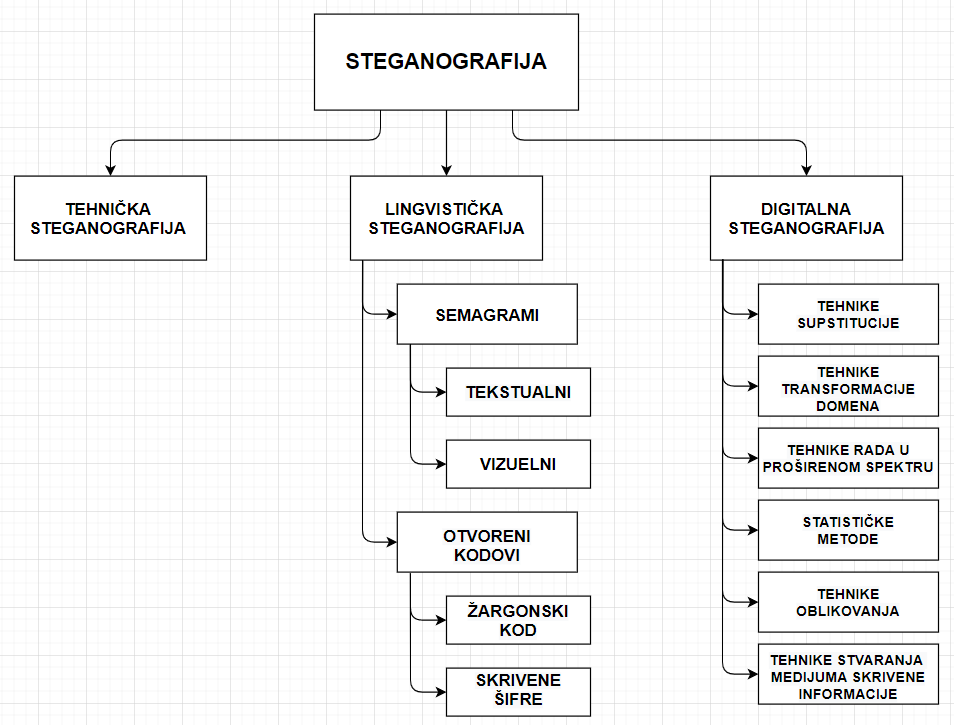 STEGANOGRAFIJA
TEHNIČKA
STEGANOGRAFIJA
LINGVISTIČKA
STEGANOGRAFIJA
SEMAGRAMI
TEKSTUALNI
VIZUELNI
OTVORENI
KODOVI
ŽARGONSKI
KOD
SKRIVENE
ŠIFRE
DIGITALNA
STEGANOGRAFIJA
TEHNIKE
SUPSTITUCIJE
TEHNIKE
TRANSFORMACIJE
DOMENA
TEHNIKE RADA U
PROŠIRENOM SPEKTRU
STATISTIČKE
METODE
TEHNIKE
OBLIKOVANJA
TEHNIKE STVARANJA
MEDIJUMA SKRIVENE
INFORMACIJE